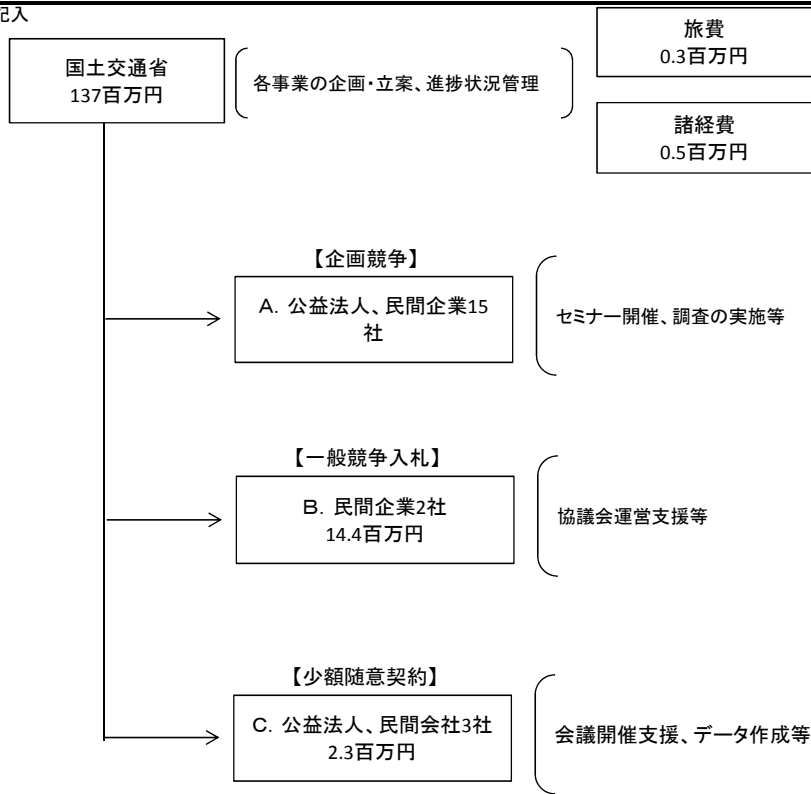 記入
国土交通省
137百万円
各事業の企画・立案、進捗状況管理
旅費
0.3百万円
諸経費
0.5百万円
【企画競争】
A. 公益法人、民間企業15
社
セミナー開催、調査の実施等
【一般競争入札】
B. 民間企業2社
14.4百万円
協議会運営支援等
【少額随意契約】
C. 公益法人、民間会社3社
2.3百万円
会議開催支援、データ作成等